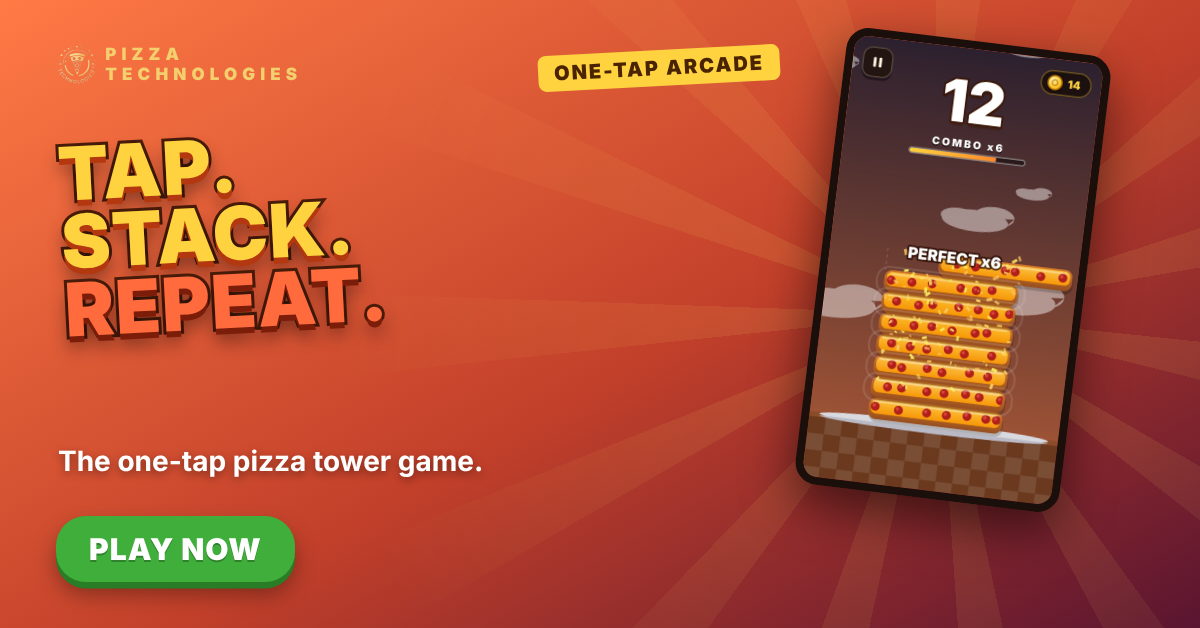 PIZZA
TECHNOLOGIES
ONE-TAP ARCADE
TAP.
STACK.
REPEAT.
The one-tap pizza tower game.
PLAY NOW
14
12
COMBO x6
PERFECT x6